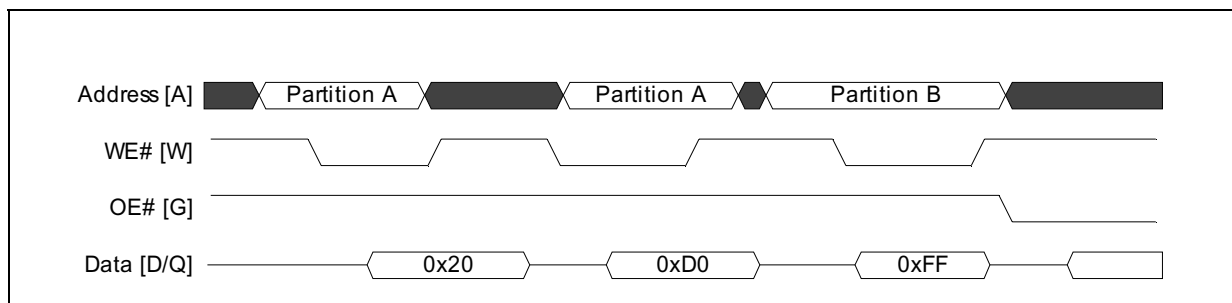 Address [A] Partition A Partition A Partition B
WE# [W]
OE# [G]
Data [D/Q] 0x20 0xD0 0xFF